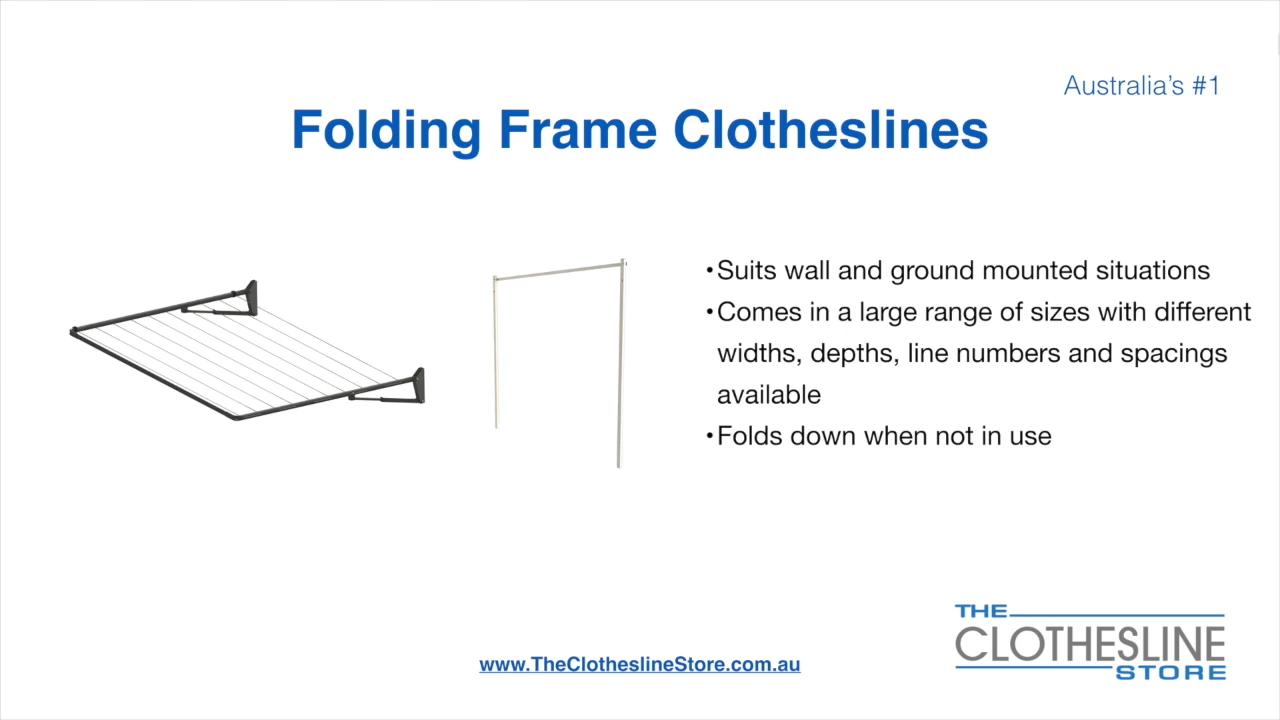 Australia's #1
Folding Frame Clotheslines
•Suits wall and ground mounted situations
•Comes in a large range of sizes with different
widths, depths, line numbers and spacings
available
•Folds down when not in use
www.TheClotheslineStore.com.au
THE
CLOTHESLINE
STORE